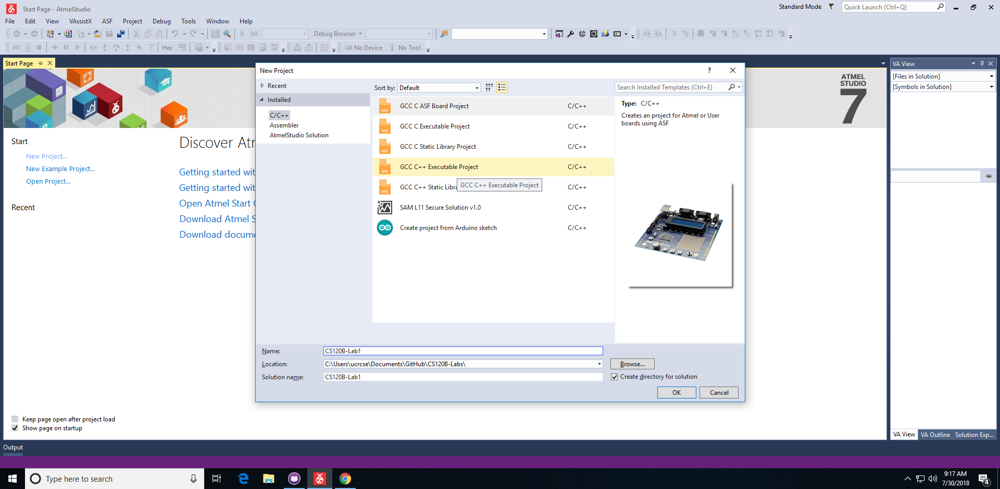 Start Page - AtmelStudio
Standard Mode
Quick Launch (Ctrl+Q)
File Edit View VAssistX ASF Project Debug Tools Window Help
Debug Browser
Hex
No Device
No Tool
Start Page
New Project
?
VA View
Recent
Sort by: Default
Search Installed Templates (Ctrl+E)
[Files in Solution]
[Symbols in Solution]
ATMEL
STUDIO
7
Installed
C/C++
Assembler
AtmelStudio Solution
GCC
GCC C ASF Board Project C/C++
GCC
GCC C Executable Project C/C++
GCC
GCC C Static Library Project C/C++
GCC
GCC C++ Executable Project C/C++
GCC
GCC C++ Static Libra C/C++
GCC C++ Executable Project
SAM L11 Secure Solution v1.0 C/C++
Create project from Arduino sketch C/C++
Type: C/C++
Creates an project for Atmel or User
boards using ASF
Start
New Project...
New Example Project...
Open Project...
Recent
Discover Atm
Getting started wit
Getting started wit
Open Atmel Start
Download Atmel S
Download docume
Name: CS120B-Lab1
Location: C:\Users\ucrcse\Documents\GitHub\CS120B-Labs\
Browse...
Solution name: CS120B-Lab1
Create directory for solution
OK Cancel
Keep page open after project load
Show page on startup
VA View VA Outline Solution Exp...
Output
Type here to search
9:17 AM
7/30/2018
4